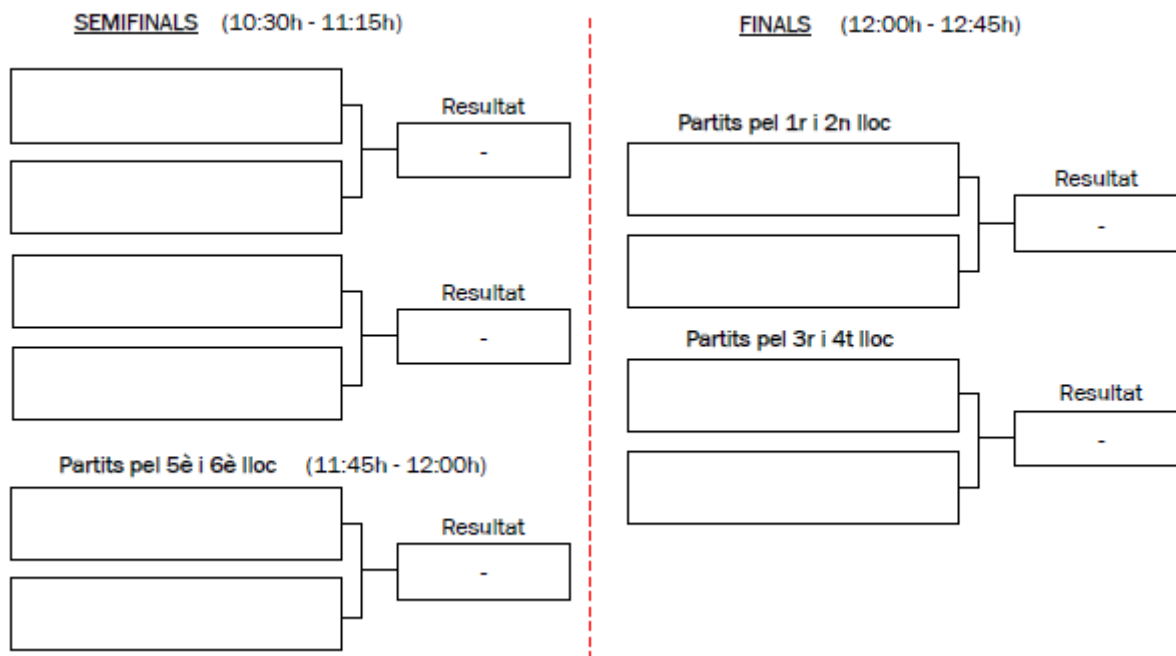 SEMIFINALS (10:30h - 11:15h)
Resultat
-
Resultat
-
Partits pel 5è i 6è lloc (11:45h - 12:00h)
Resultat
-
FINALS (12:00h - 12:45h)
Partits pel 1r i 2n lloc
Resultat
-
Partits pel 3r i 4t lloc
Resultat
-